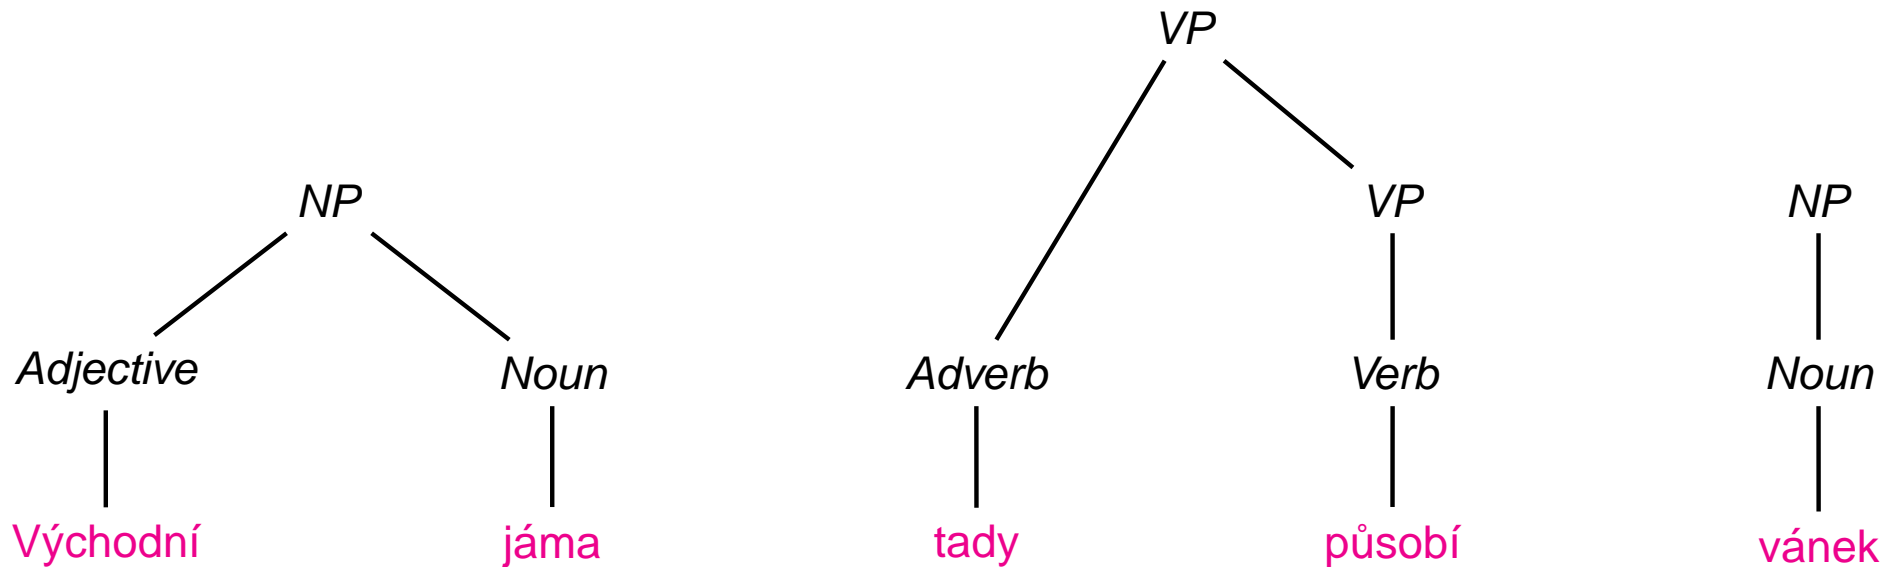 VP
NP VP NP
Adjective Noun Adverb Verb Noun
Východní jáma tady působí vánek